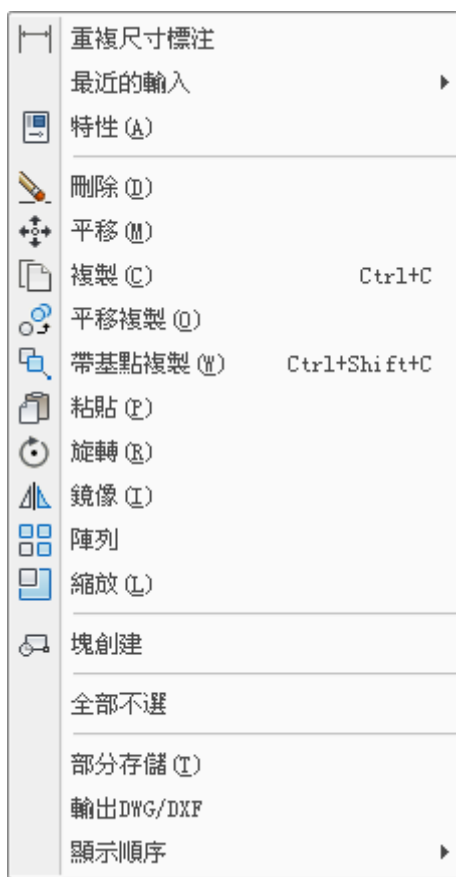 重複尺寸標注
最近的輸入
特性(A)
刪除(D)
平移(M)
複製(C) Ctrl+C
平移複製(O)
帶基點複製(W) Ctrl+Shift+C
粘貼(P)
旋轉(R)
鏡像(I)
陣列
縮放(L)
塊創建
全部不選
部分存儲(T)
輸出DWG/DXF
顯示順序